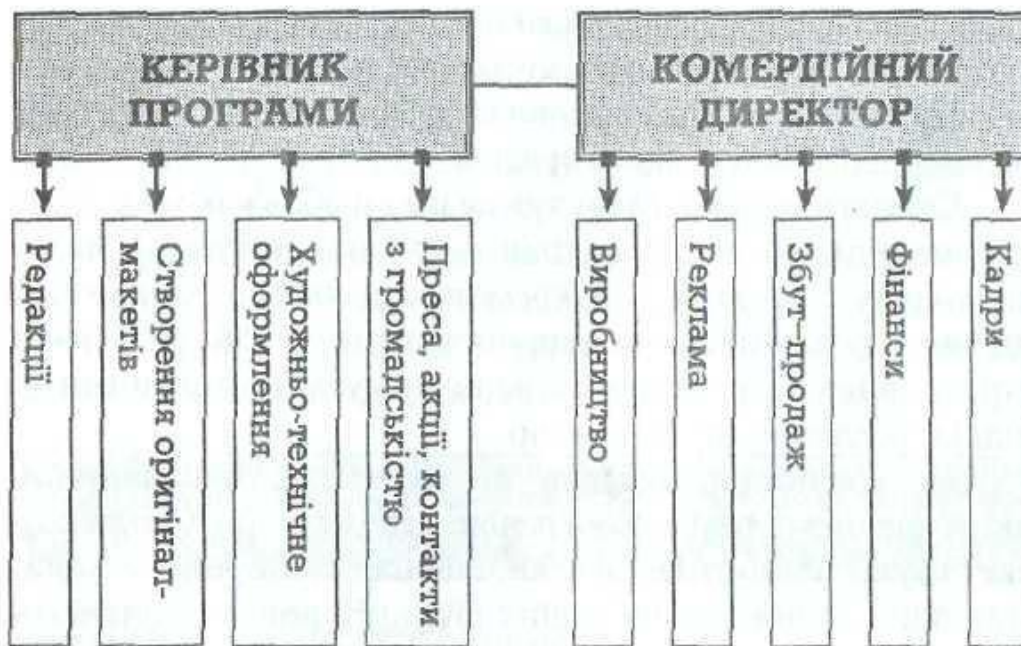 КЕРІВНИК
ПРОГРАМИ
КОМЕРЦІЙНИЙ
ДИРЕКТОР
Редакції
Створення оригінал-
макетів
Художньо-технічне
оформлення
Преса, акції, контакти
з громадськістю
Виробництво
Реклама
Збут-продаж
Фінанси
Кадри